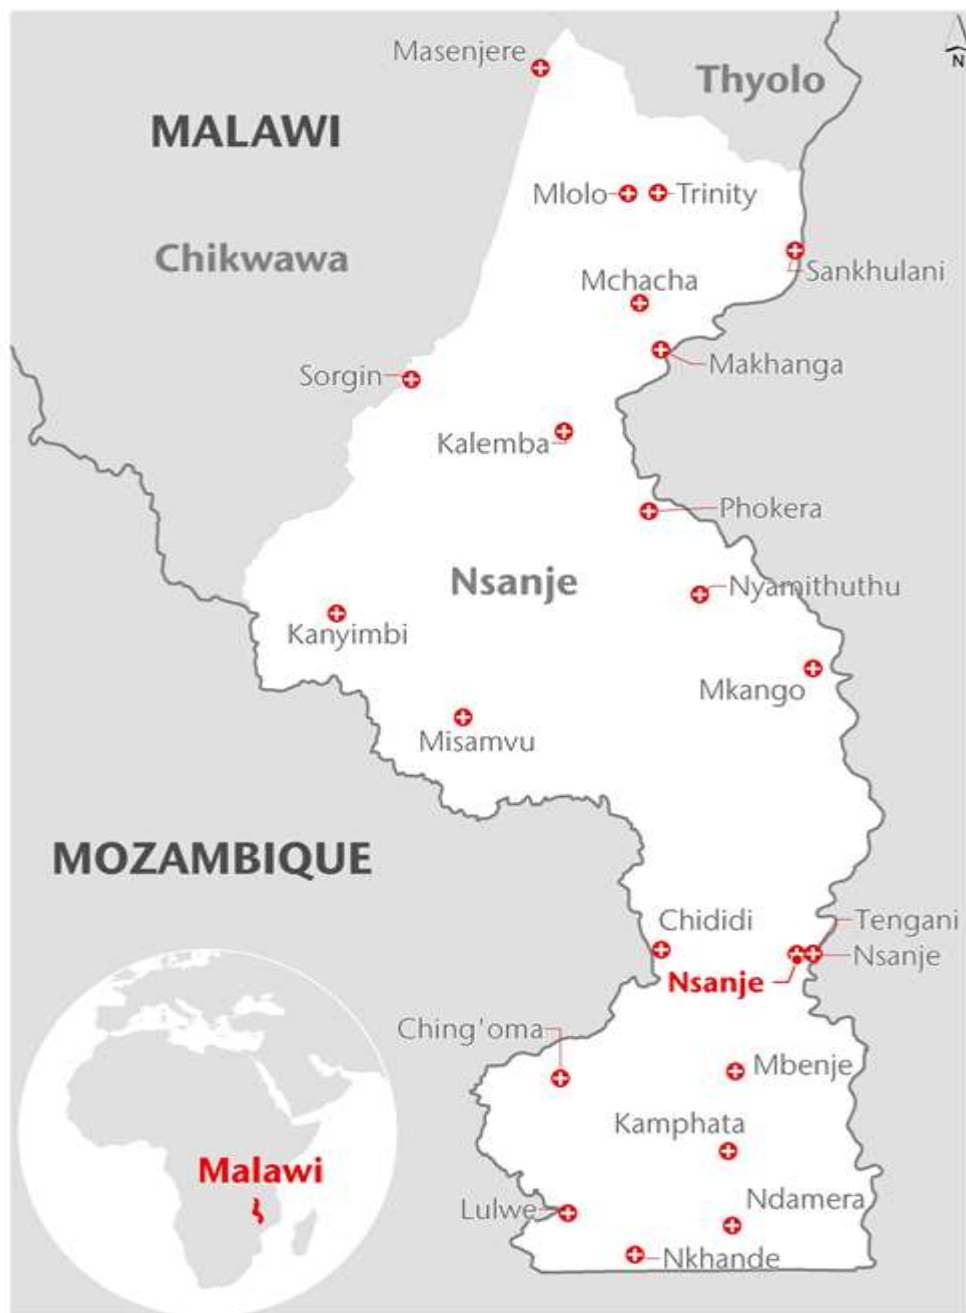 Masenjere
Thyolo
N
MALAWI
Mlolo
Trinity
Chikwawa
Sankhulani
Mchacha
Makhanga
Sorgin
Kalemba
Phokera
Nsanje
Nyamithuthu
Kanyimbi
Mkango
Misamvu
MOZAMBIQUE
Chididi
Tengani
Nsanje
Nsanje
Ching'oma
Mbenje
Kamphata
Malawi
Ndamera
Lulwe
Nkhande